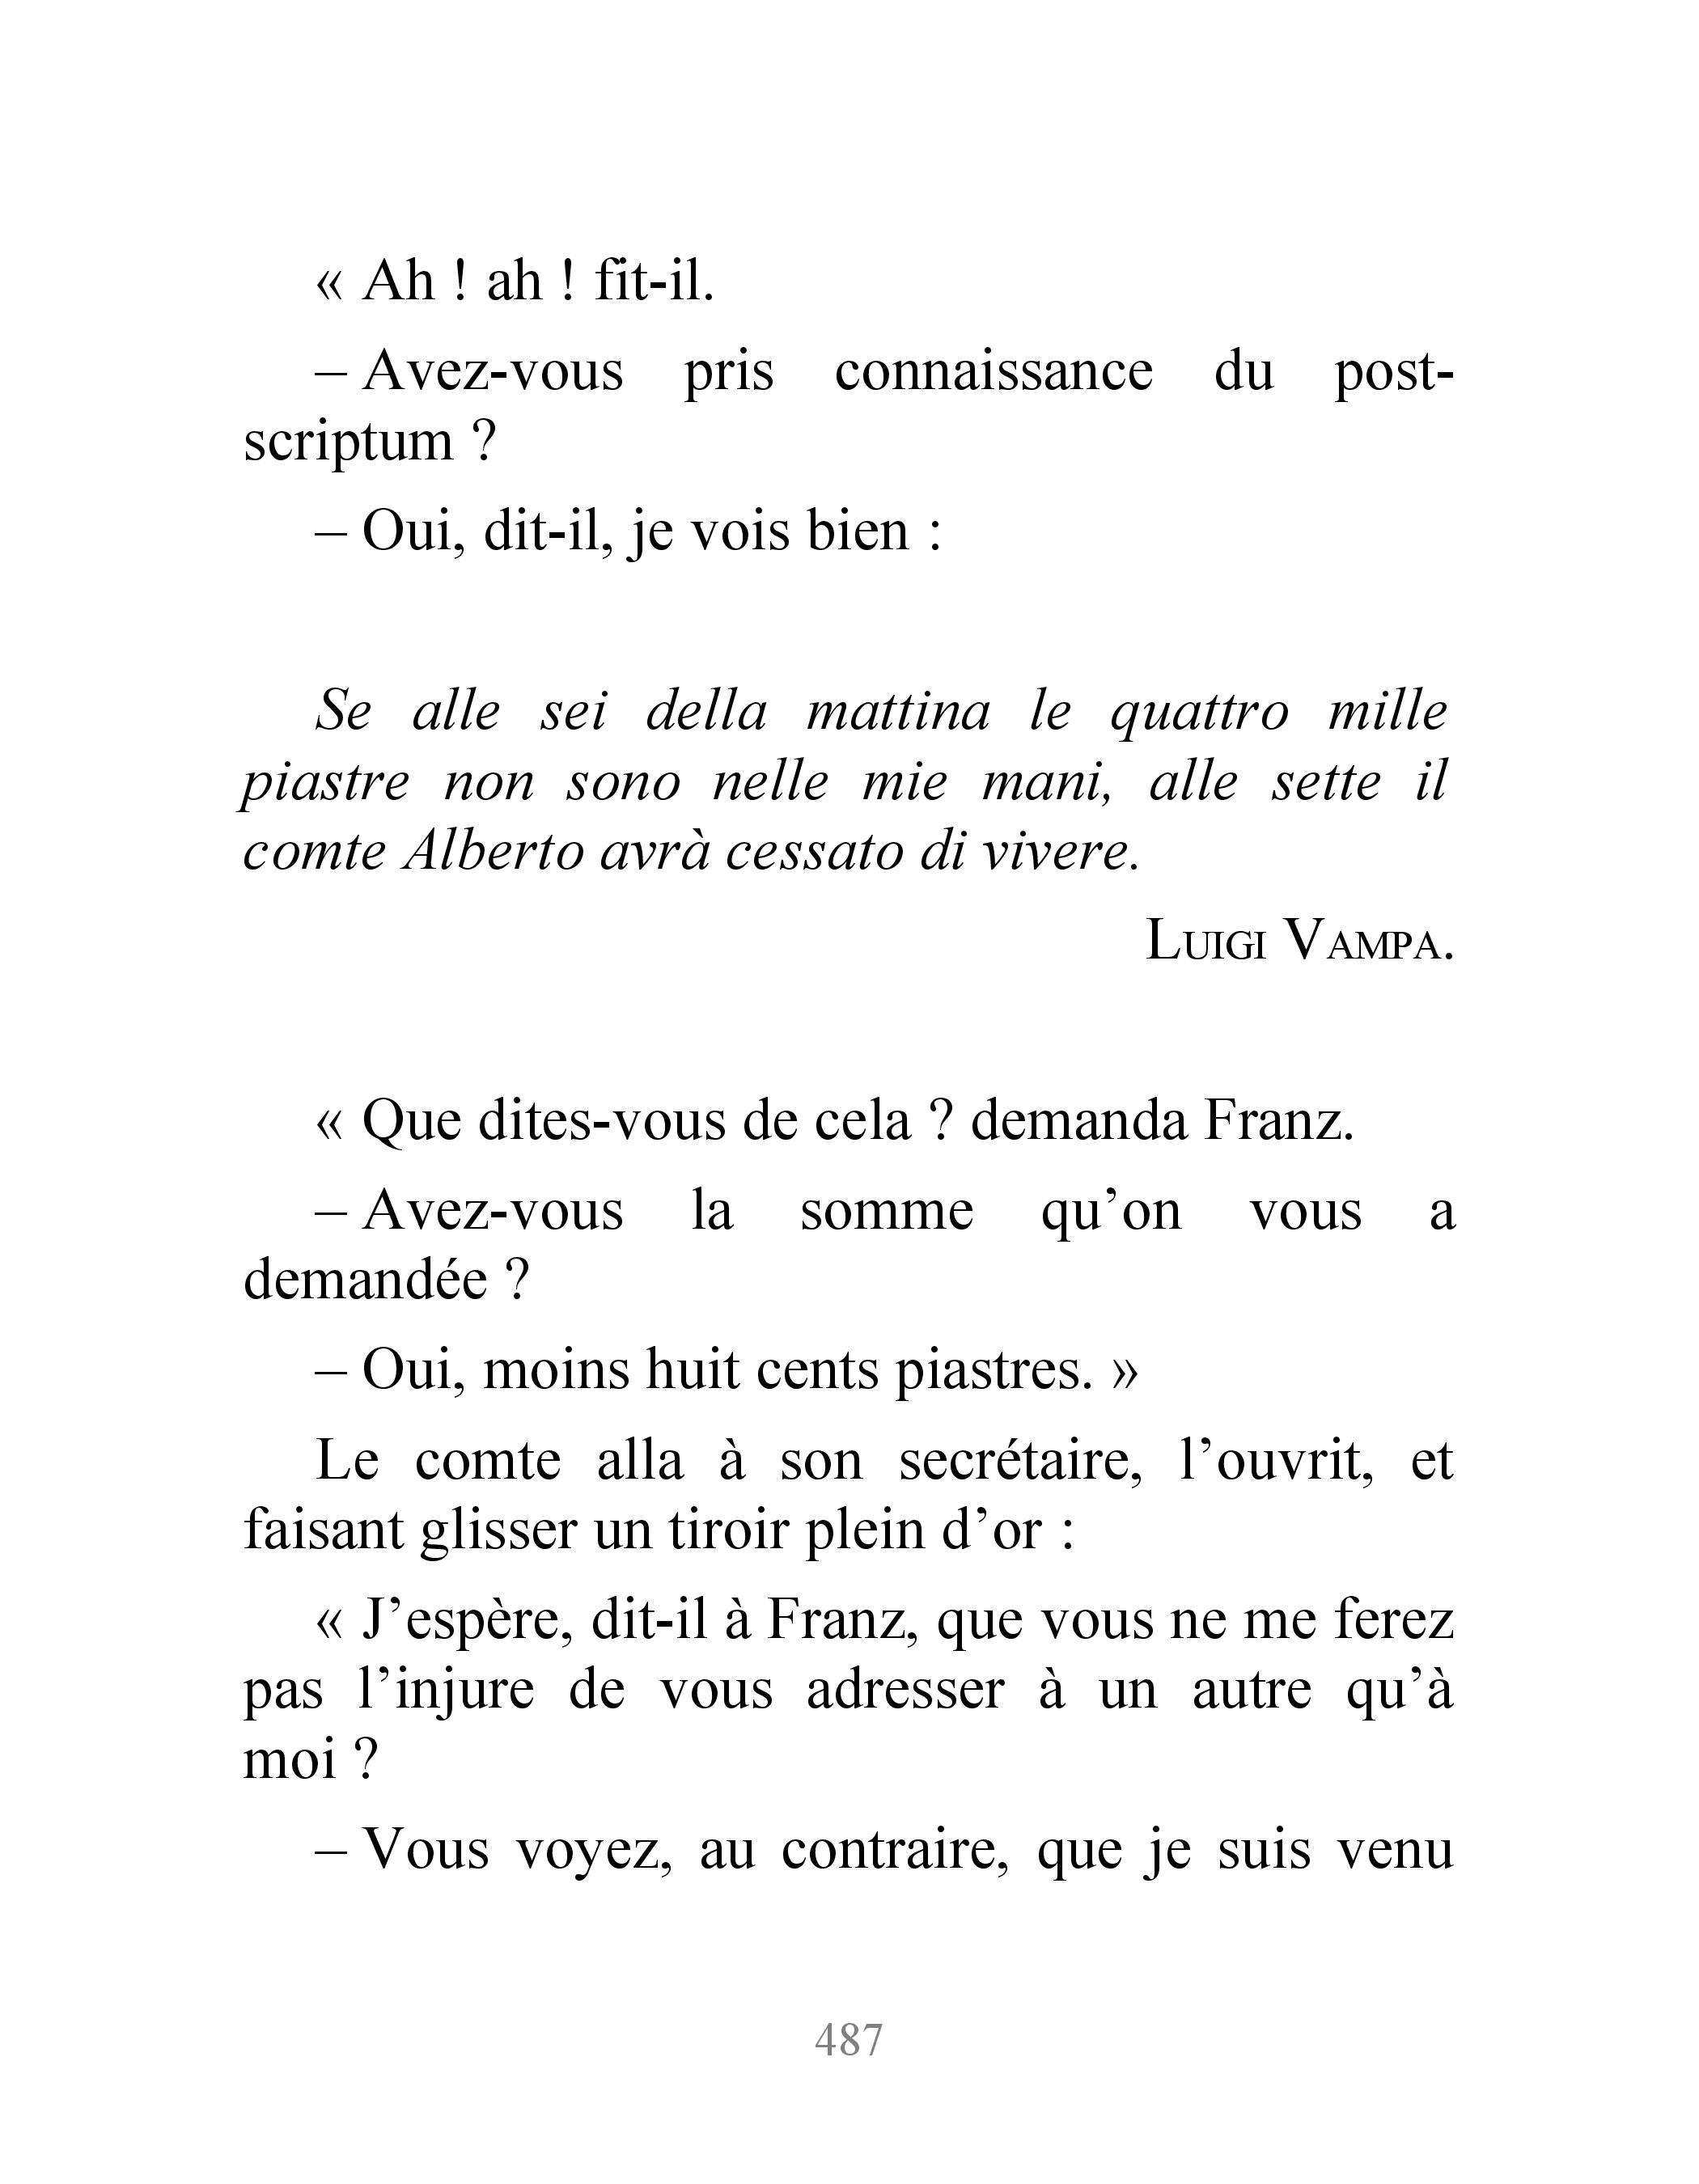 « Ah ! ah ! fit-il.
– Avez-vous pris connaissance du post-
scriptum ?
– Oui, dit-il, je vois bien :
Se alle sei della mattina le quattro mille
piastre non sono nelle mie mani, alle sette il
comte Alberto avrà cessato di vivere.
LUIGI VAMPA.
« Que dites-vous de cela ? demanda Franz.
– Avez-vous la somme qu’on vous a
demandée ?
– Oui, moins huit cents piastres. »
Le comte alla à son secrétaire, l’ouvrit, et
faisant glisser un tiroir plein d’or :
« J’espère, dit-il à Franz, que vous ne me ferez
pas l’injure de vous adresser à un autre qu’à
moi ?
– Vous voyez, au contraire, que je suis venu
487